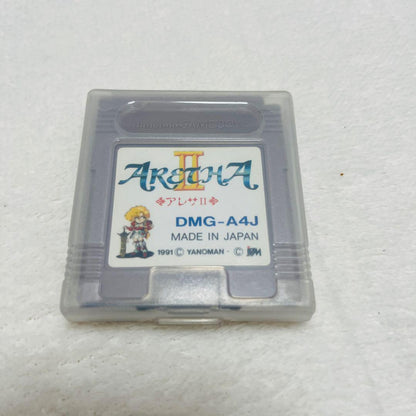 II
ARETHA
アレサII
DMG-A4J
MADE IN JAPAN
1991 © YANOMAN · ©